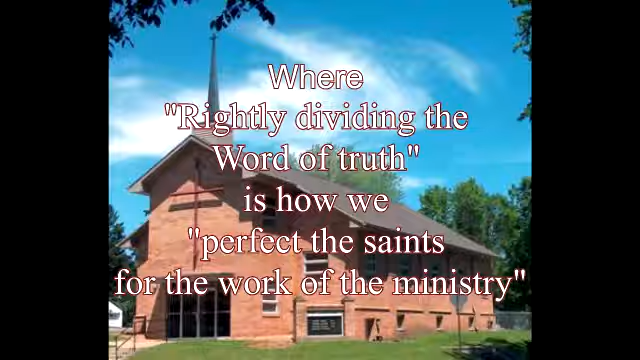 Where
"Rightly dividing the
Word of truth"
is how we
"perfect the saints
for the work of the ministry"